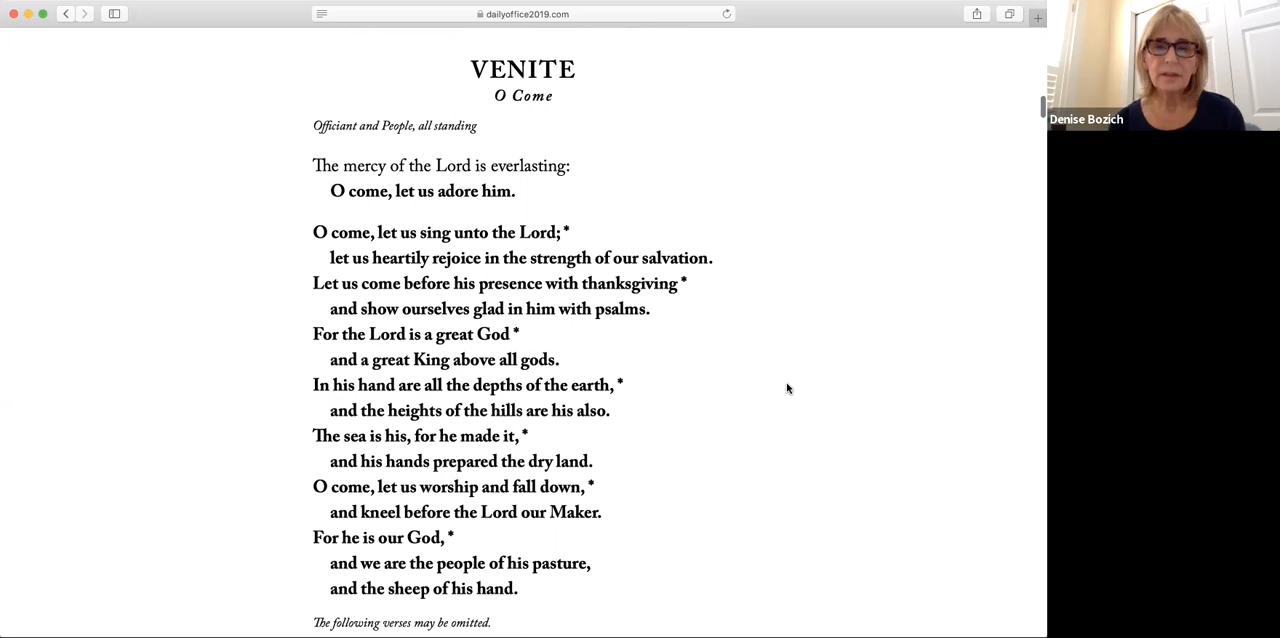 dailyoffice2019.com
VENITE
O Come
Officiant and People, all standing
The mercy of the Lord is everlasting:
O come, let us adore him.
O come, let us sing unto the Lord; *
let us heartily rejoice in the strength of our salvation.
Let us come before his presence with thanksgiving *
and show ourselves glad in him with psalms.
For the Lord is a great God *
and a great King above all gods.
In his hand are all the depths of the earth, *
and the heights of the hills are his also.
The sea is his, for he made it, *
and his hands prepared the dry land.
O come, let us worship and fall down, *
and kneel before the Lord our Maker.
For he is our God, *
and we are the people of his pasture,
and the sheep of his hand.
The following verses may be omitted.
Denise Bozich